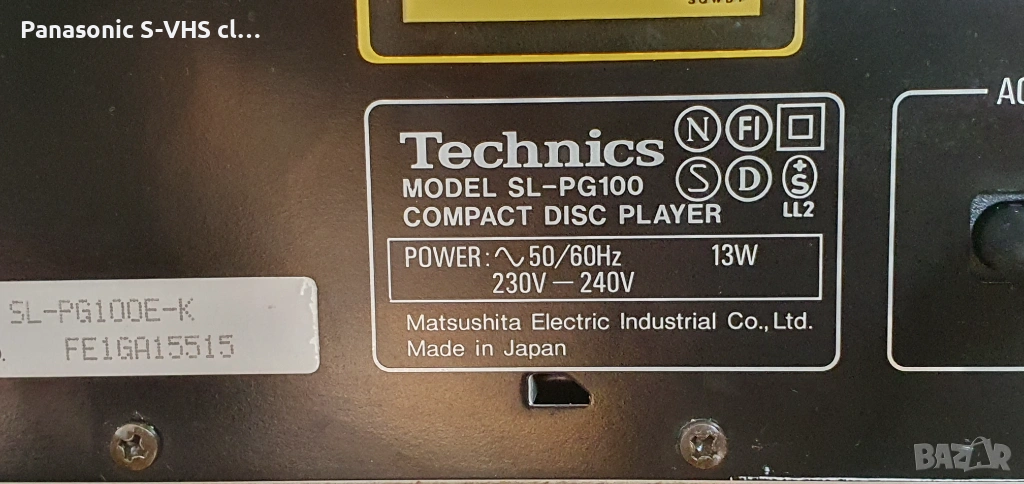 Panasonic S-VHS cl...
Technics
N FI
MODEL SL-PG100
S D +S
COMPACT DISC PLAYER
LL2
POWER: ∿ 50/60Hz 13W
230V — 240V
Matsushita Electric Industrial Co., Ltd.
Made in Japan
SL-PG100E-K
FE1GA15515
AC
BAZAR